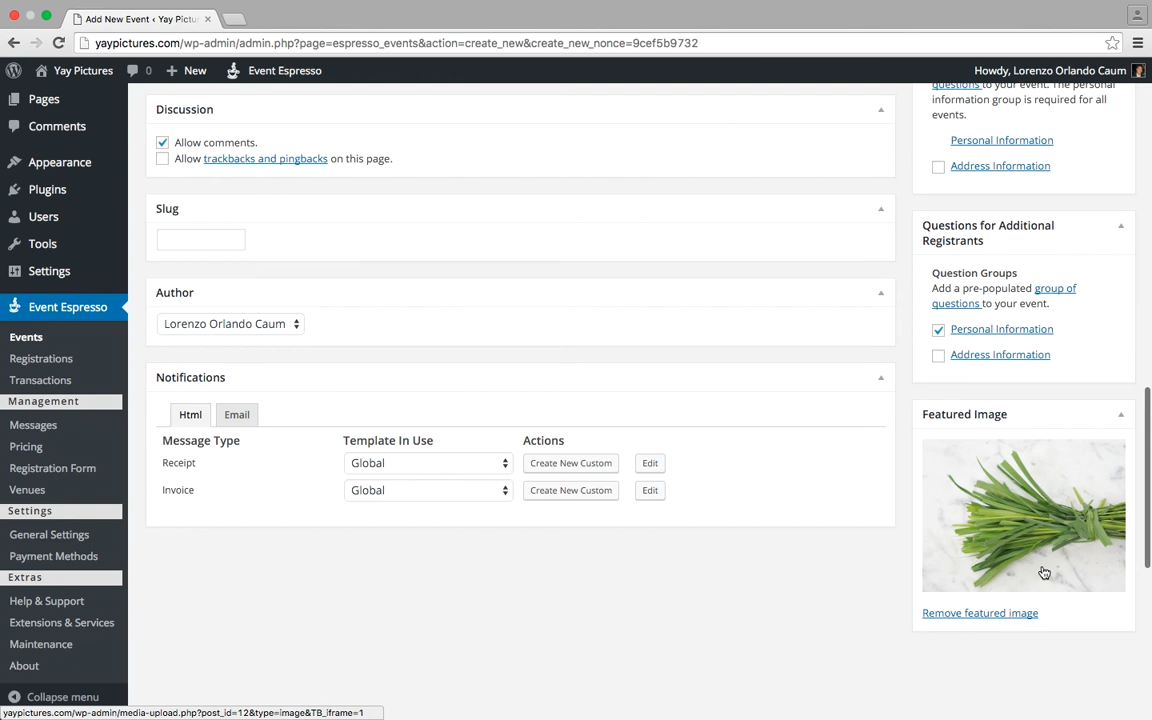 Add New Event ‹ Yay Pictu
yaypictures.com/wp-admin/admin.php?page=espresso_events&action=create_new&create_new_nonce=9cef5b9732
Yay Pictures
0
New
Event Espresso
Howdy, Lorenzo Orlando Caum
Pages
Comments
Appearance
Plugins
Users
Tools
Settings
Event Espresso
Events
Registrations
Transactions
Management
Messages
Pricing
Registration Form
Venues
Settings
General Settings
Payment Methods
Extras
Help & Support
Extensions & Services
Maintenance
About
Collapse menu
Discussion
Allow comments.
Allow trackbacks and pingbacks on this page.
Slug
Author
Lorenzo Orlando Caum
Notifications
Html
Email
Message Type
Template In Use
Actions
Receipt
Global
Create New Custom
Edit
Invoice
Global
Create New Custom
Edit
questions to your event. The personal
information group is required for all
events.
Personal Information
Address Information
Questions for Additional
Registrants
Question Groups
Add a pre-populated group of
questions to your event.
Personal Information
Address Information
Featured Image
Remove featured image
yaypictures.com/wp-admin/media-upload.php?post_id=12&type=image&TB_iframe=1